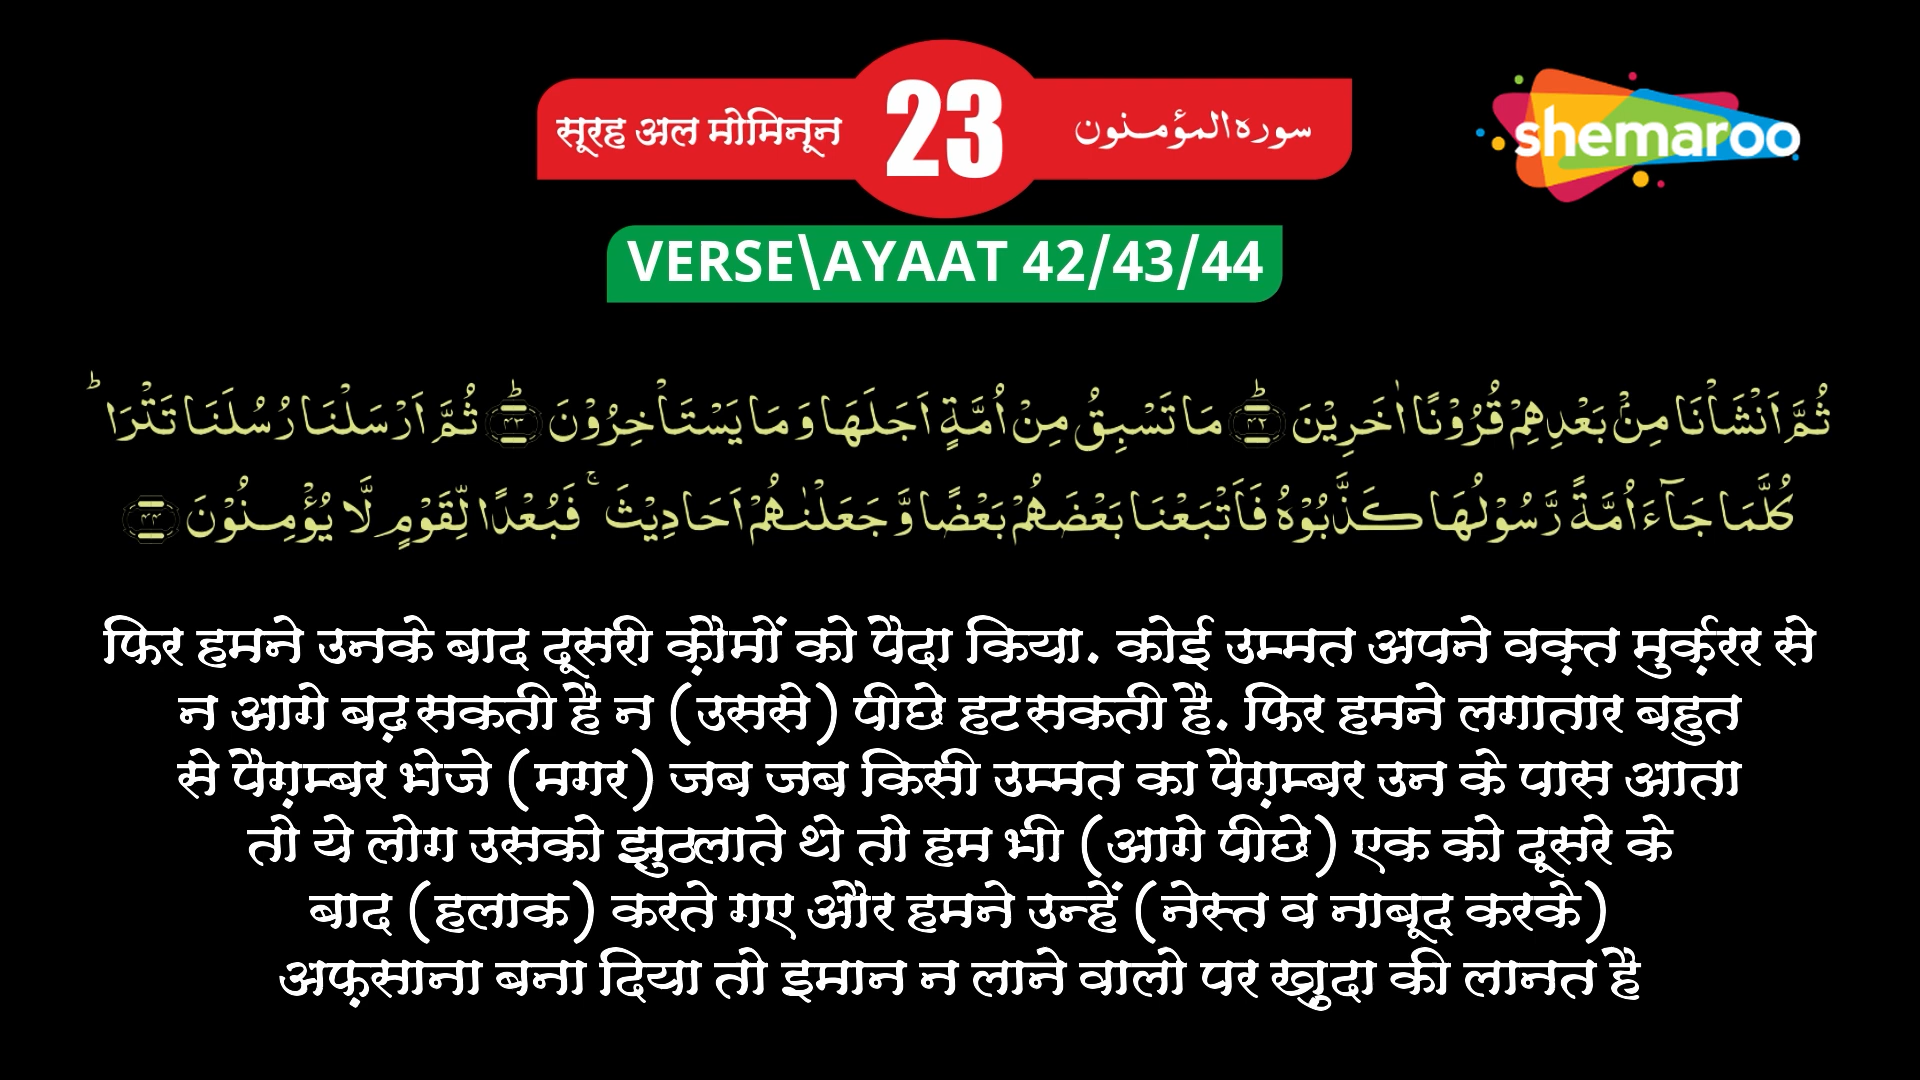 सूरह अल मोमिनून 23 سورہ المؤمنون
shemaroo
VERSE\AYAAT 42/43/44
ثُمَّ اَنْشَاْنَا مِنْۢ بَعْدِهِمْ قُرُوْنًا اٰخَرِيْنَ ؕ۝۴۲ مَا تَسْبِقُ مِنْ اُمَّةٍ اَجَلَهَا وَ مَا يَسْتَاْخِرُوْنَ ؕ۝۴۳ ثُمَّ اَرْسَلْنَا رُسُلَنَا تَتْرَا ؕ
كُلَّمَا جَآءَ اُمَّةً رَّسُوْلُهَا كَذَّبُوْهُ فَاَتْبَعْنَا بَعْضَهُمْ بَعْضًا وَّ جَعَلْنٰهُمْ اَحَادِيْثَ ۚ فَبُعْدًا لِّقَوْمٍ لَّا يُؤْمِنُوْنَ ۝۴۴
फिर हमने उनके बाद दूसरी क़ौमों को पैदा किया. कोई उम्मत अपने वक़्त मुर्क़रर से
न आगे बढ़ सकती है न (उससे) पीछे हट सकती है. फिर हमने लगातार बहुत
से पैग़म्बर भेजे (मगर) जब जब किसी उम्मत का पैग़म्बर उन के पास आता
तो ये लोग उसको झुठलाते थे तो हम भी (आगे पीछे) एक को दूसरे के
बाद (हलाक) करते गए और हमने उन्हें (नेस्त व नाबूद करके)
अफ़साना बना दिया तो इमान न लाने वालो पर ख़ुदा की लानत है